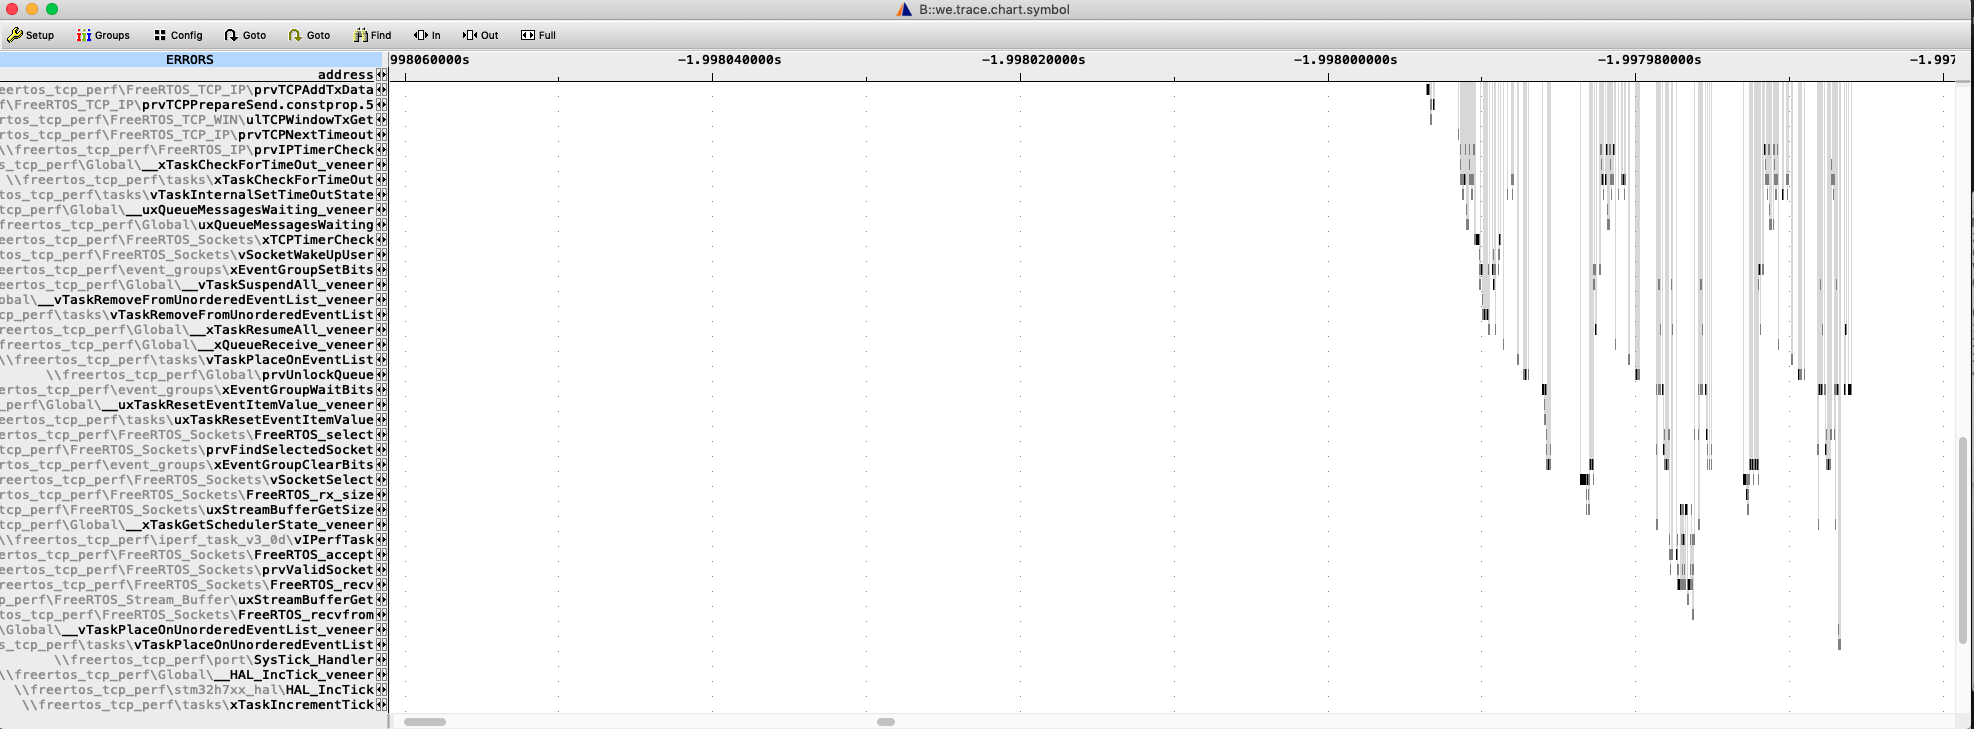 B::we.trace.chart.symbol
Setup Groups Config Goto Goto Find In Out Full
ERRORS 998060000s -1.998040000s -1.998020000s -1.998000000s -1.997980000s -1.997
address
eertos_tcp_perf\FreeRTOS_TCP_IP\prvTCPAddTxData
f\FreeRTOS_TCP_IP\prvTCPPrepareSend.constprop.5
rtos_tcp_perf\FreeRTOS_TCP_WIN\ulTCPWindowTxGet
ertos_tcp_perf\FreeRTOS_TCP_IP\prvTCPNextTimeout
\\freertos_tcp_perf\FreeRTOS_IP\prvIPTimerCheck
s_tcp_perf\Global\__xTaskCheckForTimeOut_veneer
\\freertos_tcp_perf\tasks\xTaskCheckForTimeOut
tos_tcp_perf\tasks\vTaskInternalSetTimeOutState
tcp_perf\Global\__uxQueueMessagesWaiting_veneer
freertos_tcp_perf\Global\uxQueueMessagesWaiting
eertos_tcp_perf\FreeRTOS_Sockets\xTCPTimerCheck
rtos_tcp_perf\FreeRTOS_Sockets\vSocketWakeUpUser
eertos_tcp_perf\event_groups\xEventGroupSetBits
eertos_tcp_perf\Global\__vTaskSuspendAll_veneer
obal\__vTaskRemoveFromUnorderedEventList_veneer
cp_perf\tasks\vTaskRemoveFromUnorderedEventList
reertos_tcp_perf\Global\__xTaskResumeAll_veneer
freertos_tcp_perf\Global\__xQueueReceive_veneer
\\freertos_tcp_perf\tasks\vTaskPlaceOnEventList
\\freertos_tcp_perf\Global\prvUnlockQueue
ertos_tcp_perf\event_groups\xEventGroupWaitBits
_perf\Global\__uxTaskResetEventItemValue_veneer
rtos_tcp_perf\tasks\uxTaskResetEventItemValue
ertos_tcp_perf\FreeRTOS_Sockets\FreeRTOS_select
tcp_perf\FreeRTOS_Sockets\prvFindSelectedSocket
rtos_tcp_perf\event_groups\xEventGroupClearBits
eertos_tcp_perf\FreeRTOS_Sockets\vSocketSelect
rtos_tcp_perf\FreeRTOS_Sockets\FreeRTOS_rx_size
os_tcp_perf\FreeRTOS_Sockets\uxStreamBufferGetSize
tcp_perf\Global\__xTaskGetSchedulerState_veneer
\\freertos_tcp_perf\iperf_task_v3_0d\vIPerfTask
ertos_tcp_perf\FreeRTOS_Sockets\FreeRTOS_accept
ertos_tcp_perf\FreeRTOS_Sockets\prvValidSocket
reertos_tcp_perf\FreeRTOS_Sockets\FreeRTOS_recv
p_perf\FreeRTOS_Stream_Buffer\uxStreamBufferGet
tos_tcp_perf\FreeRTOS_Sockets\FreeRTOS_recvfrom
\Global\__vTaskPlaceOnUnorderedEventList_veneer
s_tcp_perf\tasks\vTaskPlaceOnUnorderedEventList
\\freertos_tcp_perf\port\SysTick_Handler
\\freertos_tcp_perf\Global\__HAL_IncTick_veneer
\\freertos_tcp_perf\stm32h7xx_hal\HAL_IncTick
\\freertos_tcp_perf\tasks\xTaskIncrementTick